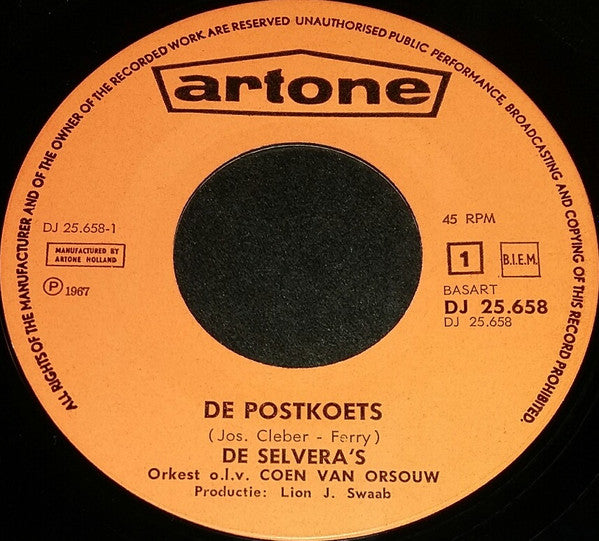 ALL RIGHTS OF THE MANUFACTURER AND OF THE OWNER OF THE RECORDED WORK ARE RESERVED UNAUTHORISED PUBLIC PERFORMANCE, BROADCASTING AND COPYING OF THIS RECORD PROHIBITED.
artone
DJ 25.658-1
MANUFACTURED BY
ARTONE HOLLAND
Ⓟ 1967
45 RPM
1
B.I.E.M.
BASART
DJ 25.658
DJ 25.658
DE POSTKOETS
(Jos. Cleber - Ferry)
DE SELVERA'S
Orkest o.l.v. COEN VAN ORSOUW
Productie: Lion J. Swaab